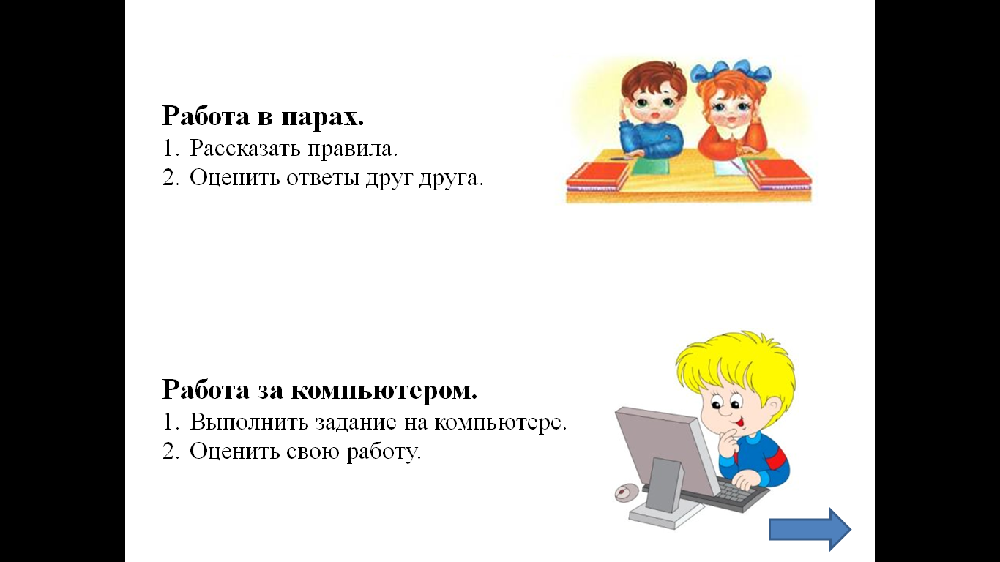 Работа в парах.
1. Рассказать правила.
2. Оценить ответы друг друга.
Работа за компьютером.
1. Выполнить задание на компьютере.
2. Оценить свою работу.